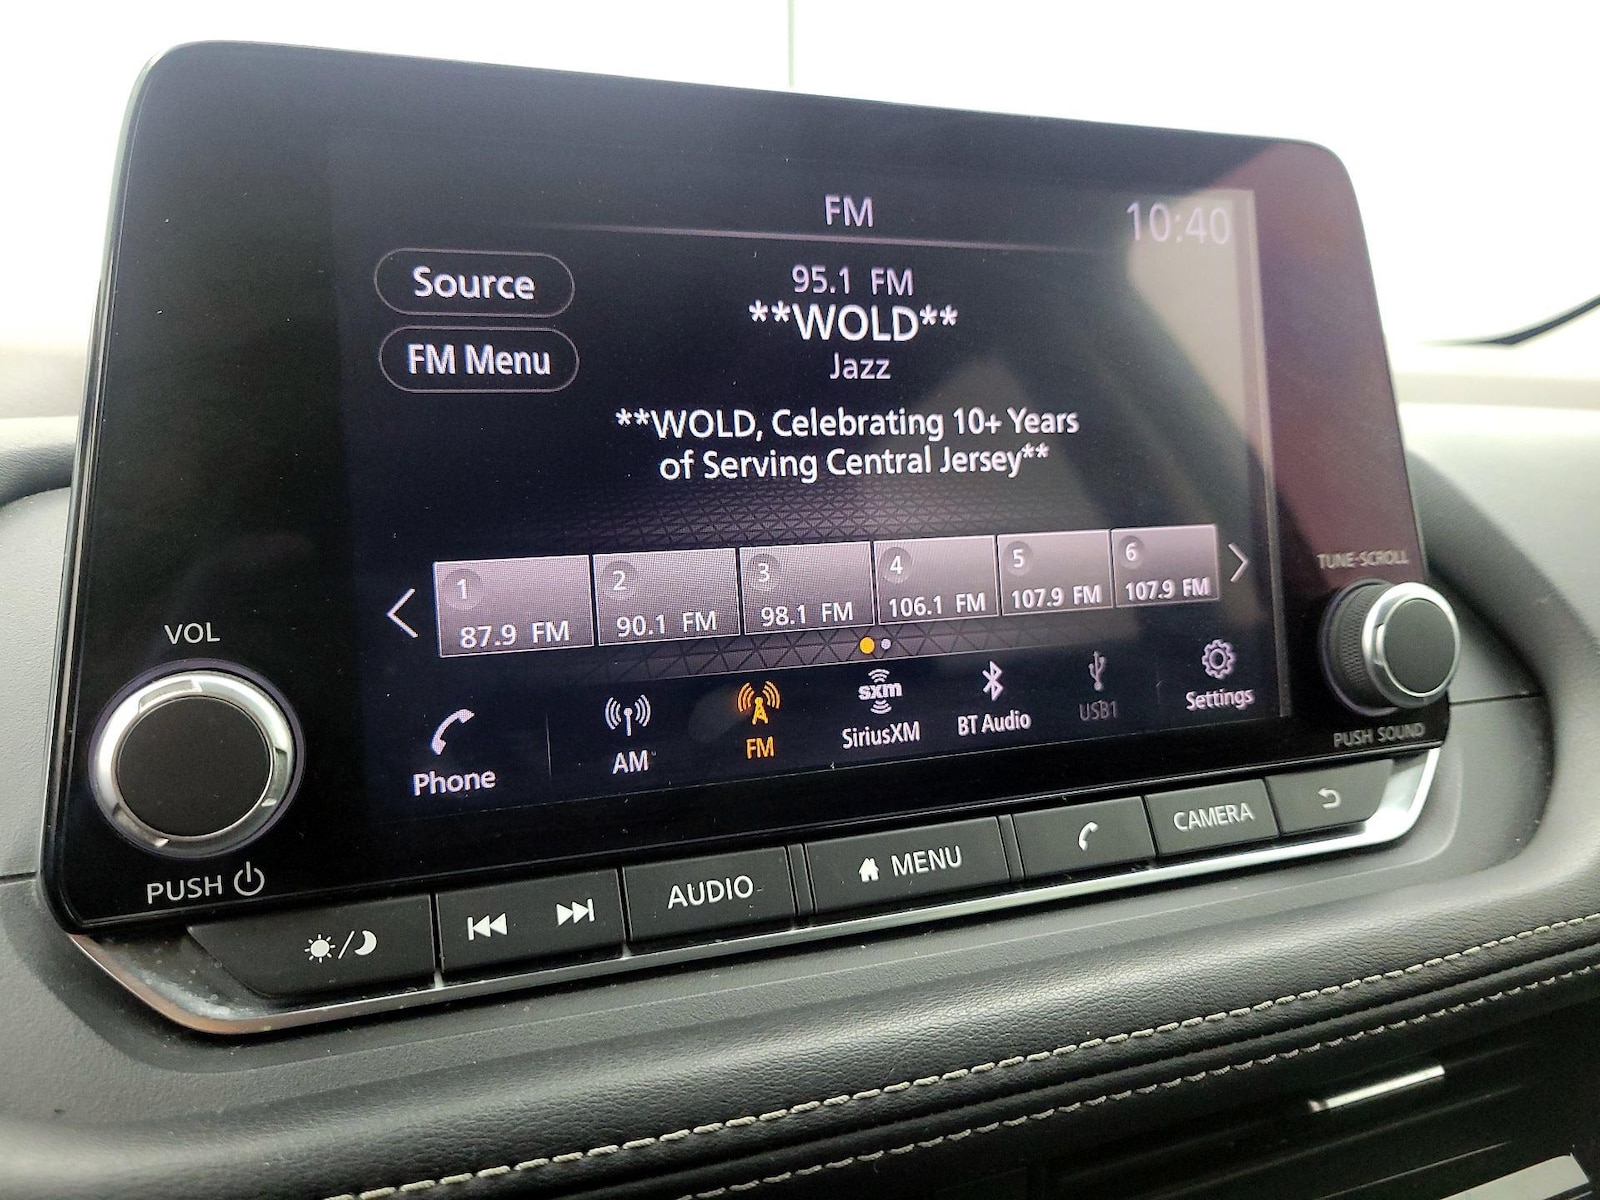 FM
10:40
Source
95.1 FM
**WOLD**
FM Menu
Jazz
**WOLD, Celebrating 10+ Years
of Serving Central Jersey**
1
87.9 FM
2
90.1 FM
3
98.1 FM
4
106.1 FM
5
107.9 FM
6
107.9 FM
Phone
AM
FM
sxm
SiriusXM
BT Audio
USB1
Settings
VOL
PUSH
TUNE·SCROLL
PUSH SOUND
AUDIO
MENU
CAMERA